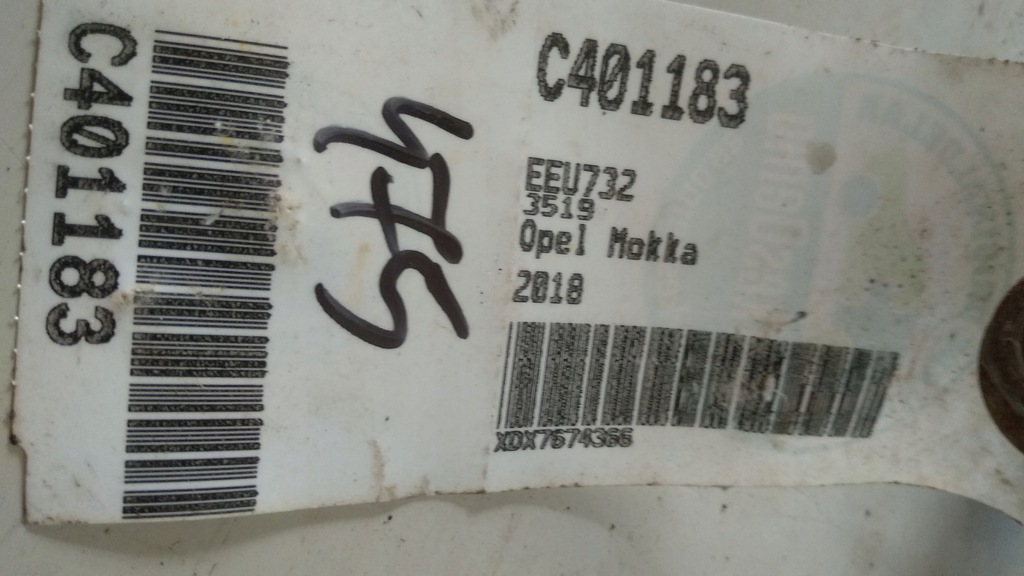 C401183
C401183
EEU732
3519
Opel Mokka
2018
XDX7674366